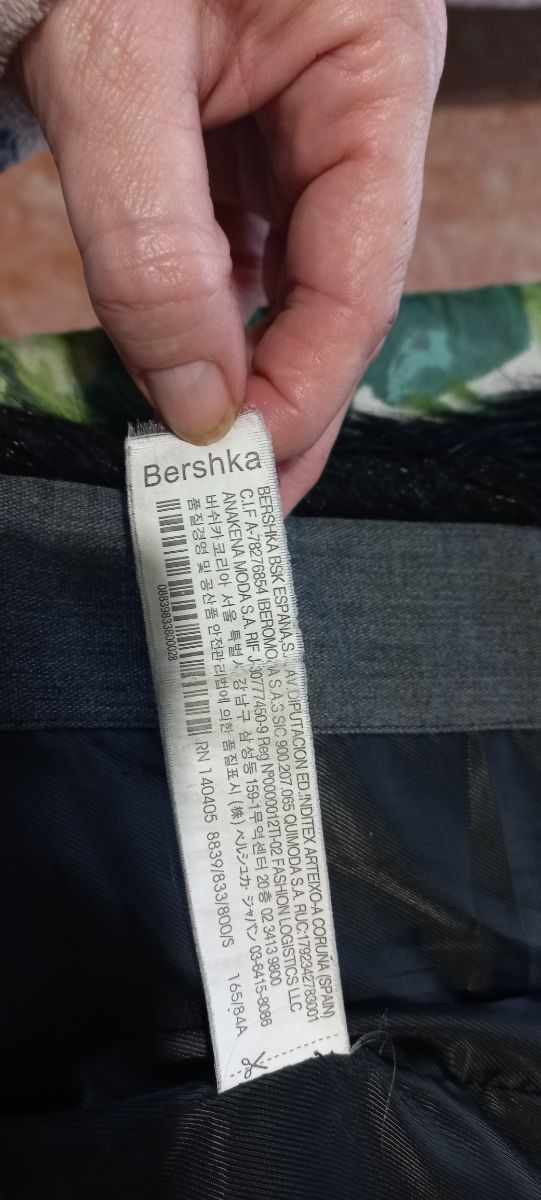 Bershka
BERSHKA BSK ESPAÑA,S. AV.DIPUTACION ED.INDITEX ARTEIXO-A CORUÑA (SPAIN)
C.I.F A-78276854 IBEROMO S.A.3.SIC 900.207.065 QUIMODA S.A. RUC:1792342783001
ANAKENA MODA S.A. RIF J-30777450-9 Reg Nº0000012TI-02 FASHION LOGISTICS LLC
버쉬카 코리아 서울 특별시 강남구 삼성동 159-1무역센터 20층 02 3413 9800
품질경영 및 공산품 안전관리법에 의한 품질표시 (株) ベルシュカ・ジャパン 03-6415-8086
08839833800028
RN 140405 8839/833/800/S 165/84A